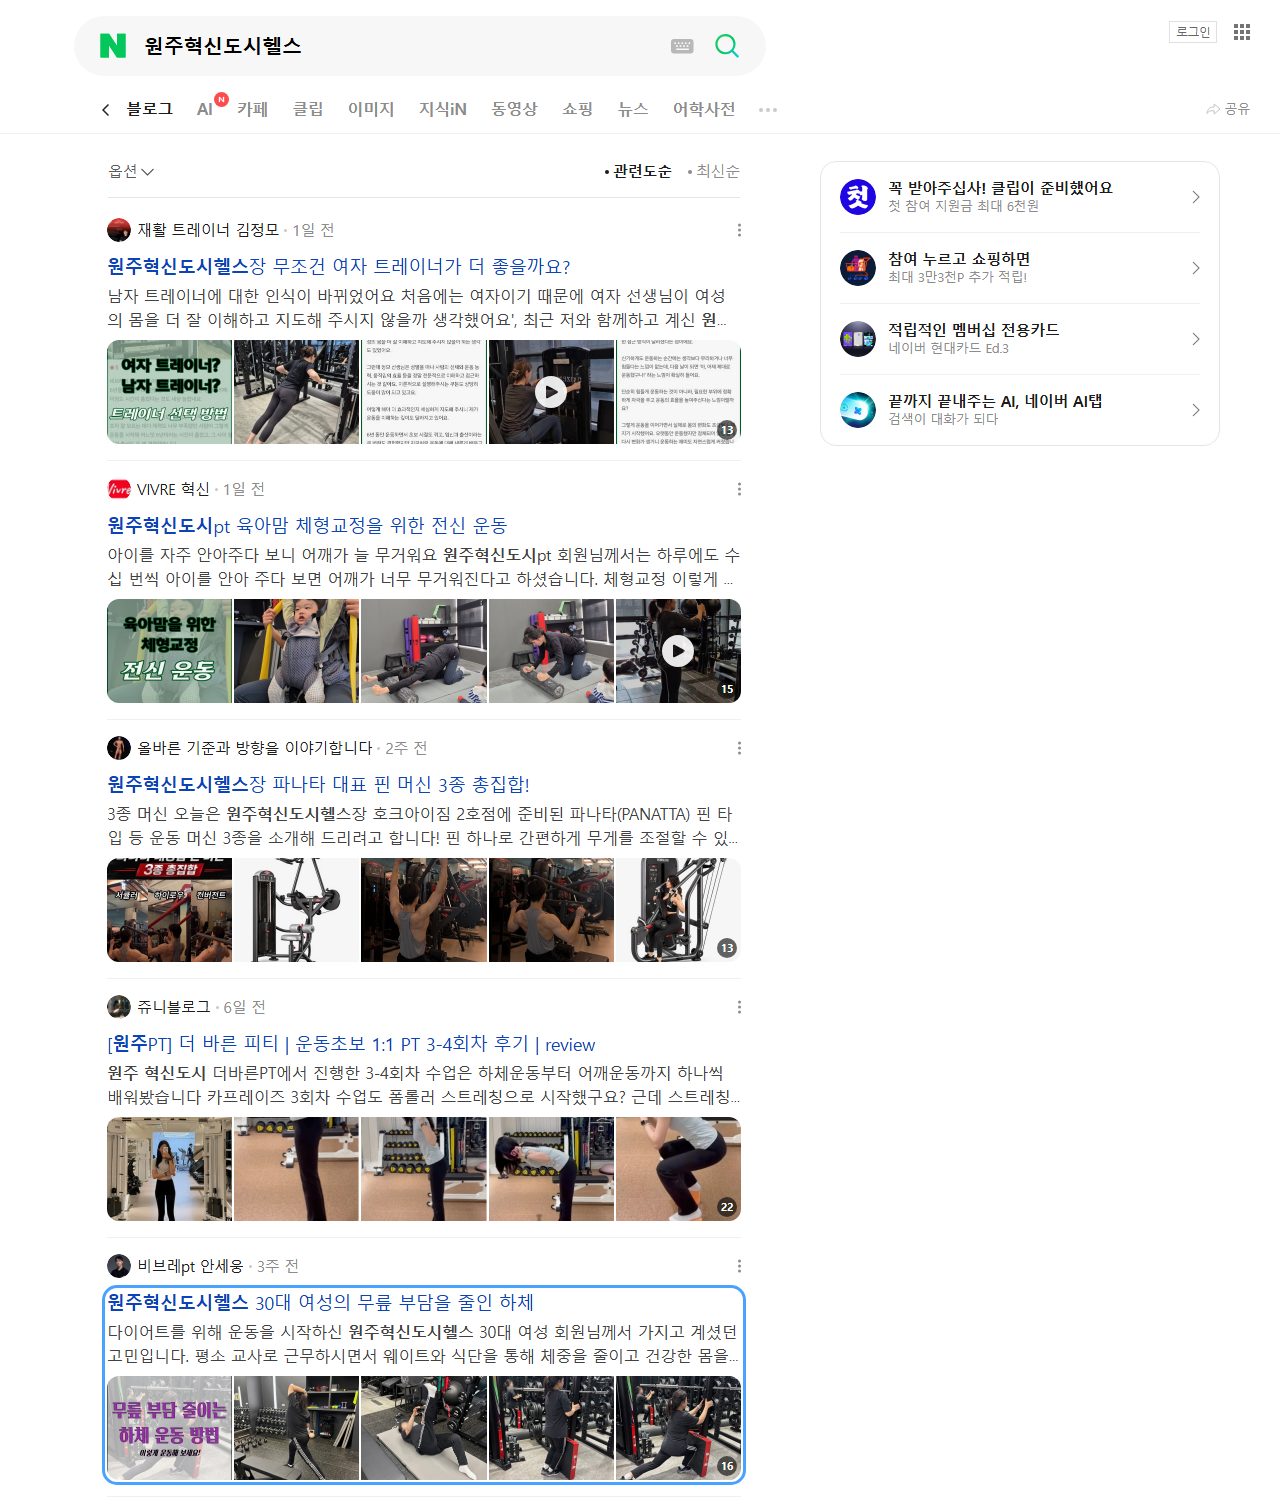 원주혁신도시헬스
로그인
블로그 AI N 카페 클립 이미지 지식iN 동영상 쇼핑 뉴스 어학사전
공유
옵션
관련도순 최신순
재활 트레이너 김정모 · 1일 전
원주혁신도시헬스장 무조건 여자 트레이너가 더 좋을까요?
남자 트레이너에 대한 인식이 바뀌었어요 처음에는 여자이기 때문에 여자 선생님이 여성
의 몸을 더 잘 이해하고 지도해 주시지 않을까 생각했어요', 최근 저와 함께하고 계신 원...
여자 트레이너?
남자 트레이너?
트레이너 선택 방법
13
VIVRE 혁신 · 1일 전
원주혁신도시pt 육아맘 체형교정을 위한 전신 운동
아이를 자주 안아주다 보니 어깨가 늘 무거워요 원주혁신도시pt 회원님께서는 하루에도 수
십 번씩 아이를 안아 주다 보면 어깨가 너무 무거워진다고 하셨습니다. 체형교정 이렇게 ...
육아맘을 위한
체형교정
전신 운동
15
올바른 기준과 방향을 이야기합니다 · 2주 전
원주혁신도시헬스장 파나타 대표 핀 머신 3종 총집합!
3종 머신 오늘은 원주혁신도시헬스장 호크아이짐 2호점에 준비된 파나타(PANATTA) 핀 타
입 등 운동 머신 3종을 소개해 드리려고 합니다! 핀 하나로 간편하게 무게를 조절할 수 있...
3종 총집합
서큘러 하이로우 컨버전트
13
쥬니블로그 · 6일 전
[원주PT] 더 바른 피티 | 운동초보 1:1 PT 3-4회차 후기 | review
원주 혁신도시 더바른PT에서 진행한 3-4회차 수업은 하체운동부터 어깨운동까지 하나씩
배워봤습니다 카프레이즈 3회차 수업도 폼롤러 스트레칭으로 시작했구요? 근데 스트레칭...
22
비브레pt 안세웅 · 3주 전
원주혁신도시헬스 30대 여성의 무릎 부담을 줄인 하체
다이어트를 위해 운동을 시작하신 원주혁신도시헬스 30대 여성 회원님께서 가지고 계셨던
고민입니다. 평소 교사로 근무하시면서 웨이트와 식단을 통해 체중을 줄이고 건강한 몸을...
무릎 부담 줄이는
하체 운동 방법
이렇게 운동해 보세요!
16
첫
꼭 받아주십사! 클립이 준비했어요
첫 참여 지원금 최대 6천원
참여 누르고 쇼핑하면
최대 3만3천P 추가 적립!
적립적인 멤버십 전용카드
네이버 현대카드 Ed.3
끝까지 끝내주는 AI, 네이버 AI탭
검색이 대화가 되다